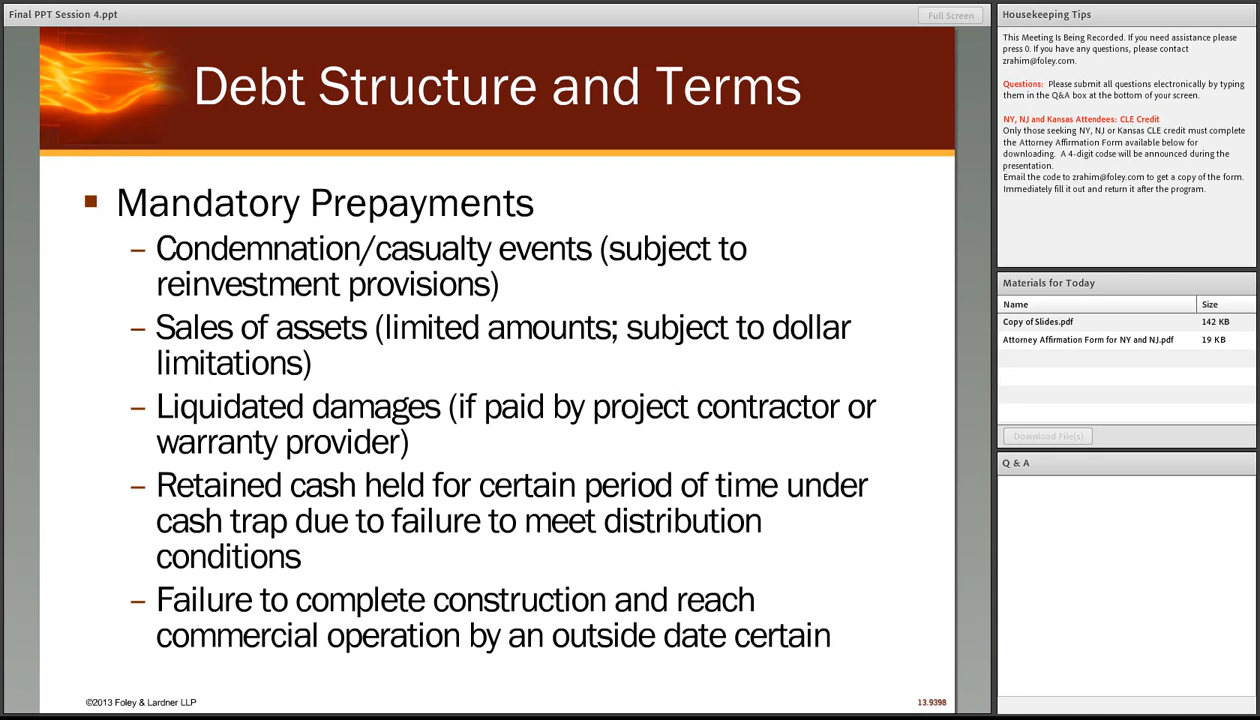 Final PPT Session 4.ppt
Full Screen
Debt Structure and Terms
Mandatory Prepayments
– Condemnation/casualty events (subject to
reinvestment provisions)
– Sales of assets (limited amounts; subject to dollar
limitations)
– Liquidated damages (if paid by project contractor or
warranty provider)
– Retained cash held for certain period of time under
cash trap due to failure to meet distribution
conditions
– Failure to complete construction and reach
commercial operation by an outside date certain
©2013 Foley & Lardner LLP
13.9398
Housekeeping Tips
This Meeting Is Being Recorded. If you need assistance please
press 0. If you have any questions, please contact
zrahim@foley.com.
Questions: Please submit all questions electronically by typing
them in the Q&A box at the bottom of your screen.
NY, NJ and Kansas Attendees: CLE Credit
Only those seeking NY, NJ or Kansas CLE credit must complete
the Attorney Affirmation Form available below for
downloading. A 4-digit codse will be announced during the
presentation.
Email the code to zrahim@foley.com to get a copy of the form.
Immediately fill it out and return it after the program.
Materials for Today
Name Size
Copy of Slides.pdf 142 KB
Attorney Affirmation Form for NY and NJ.pdf 19 KB
Download File(s)
Q & A